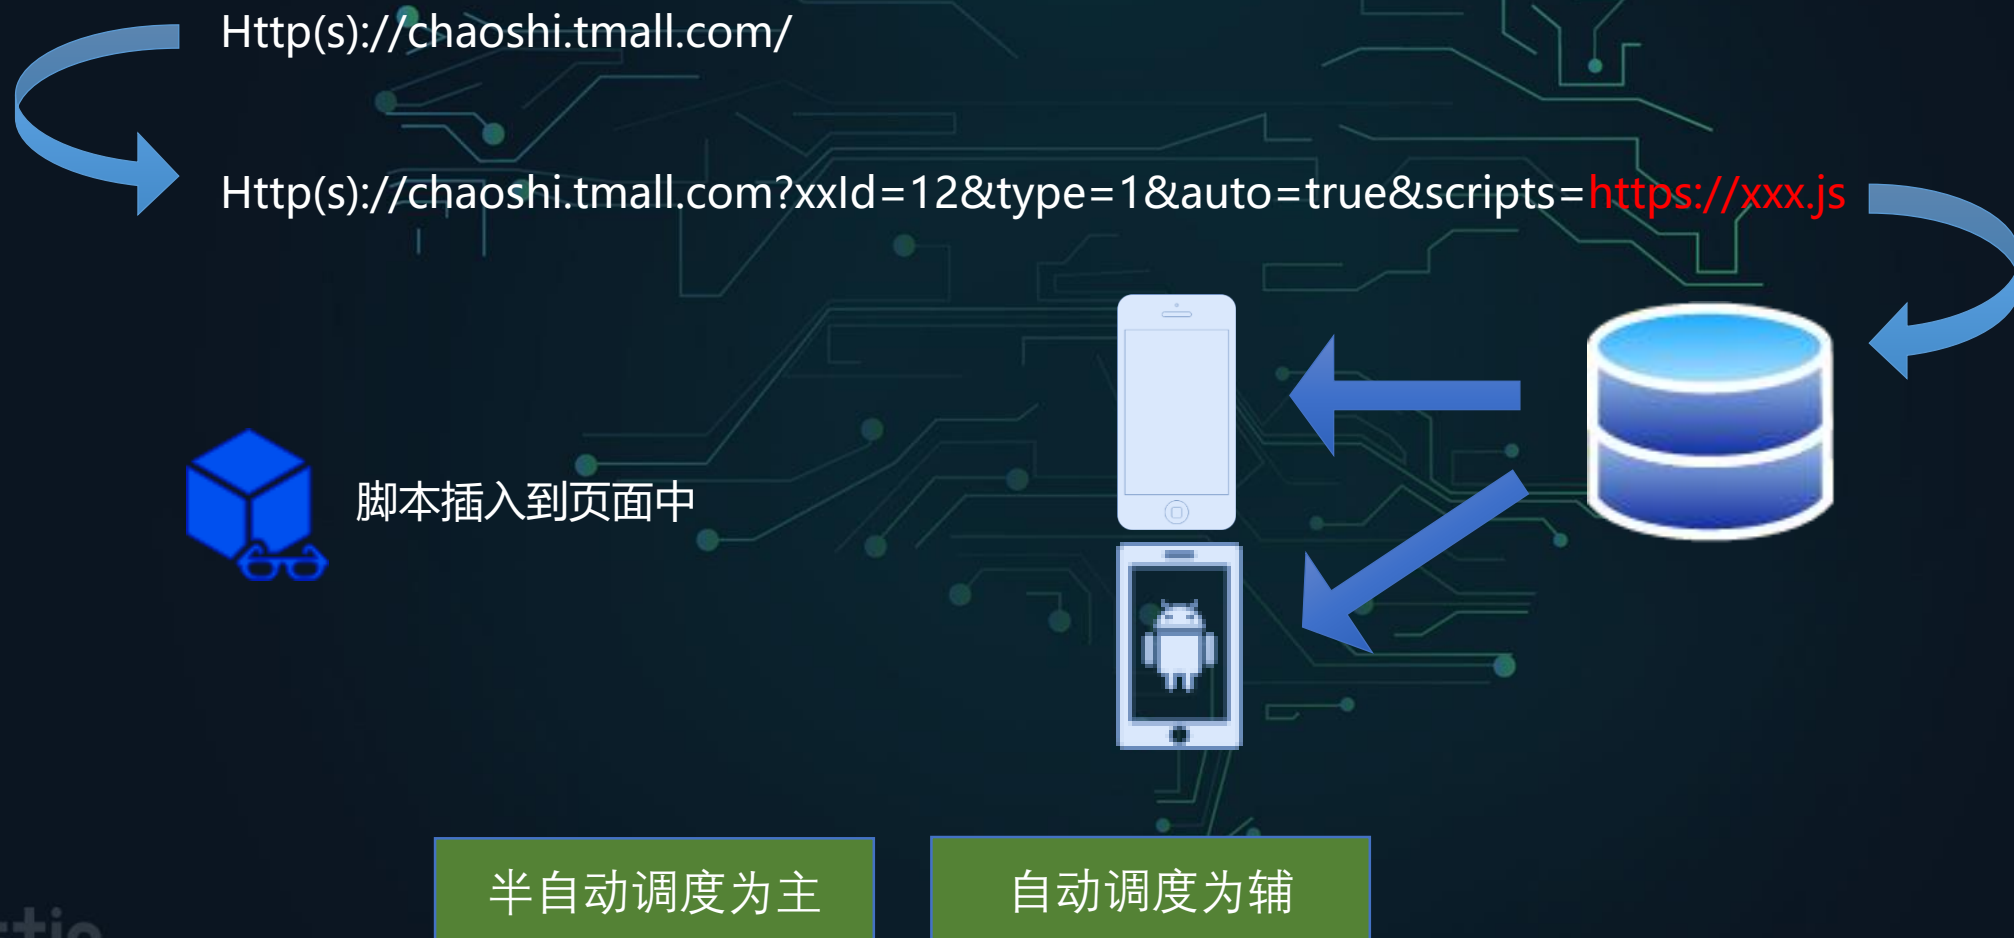 Http(s)://chaoshi.tmall.com/
Http(s)://chaoshi.tmall.com?xxId=12&type=1&auto=true&scripts=https://xxx.js
脚本插入到页面中
半自动调度为主
自动调度为辅